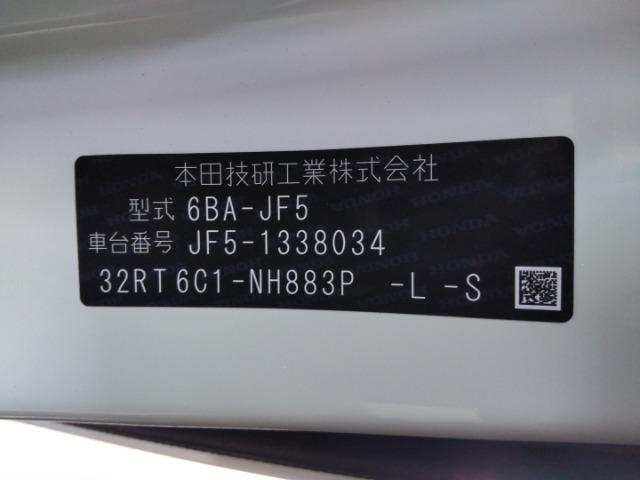 本田技研工業株式会社
型式 6BA-JF5
車台番号 JF5-1338034
32RT6C1-NH883P -L -S